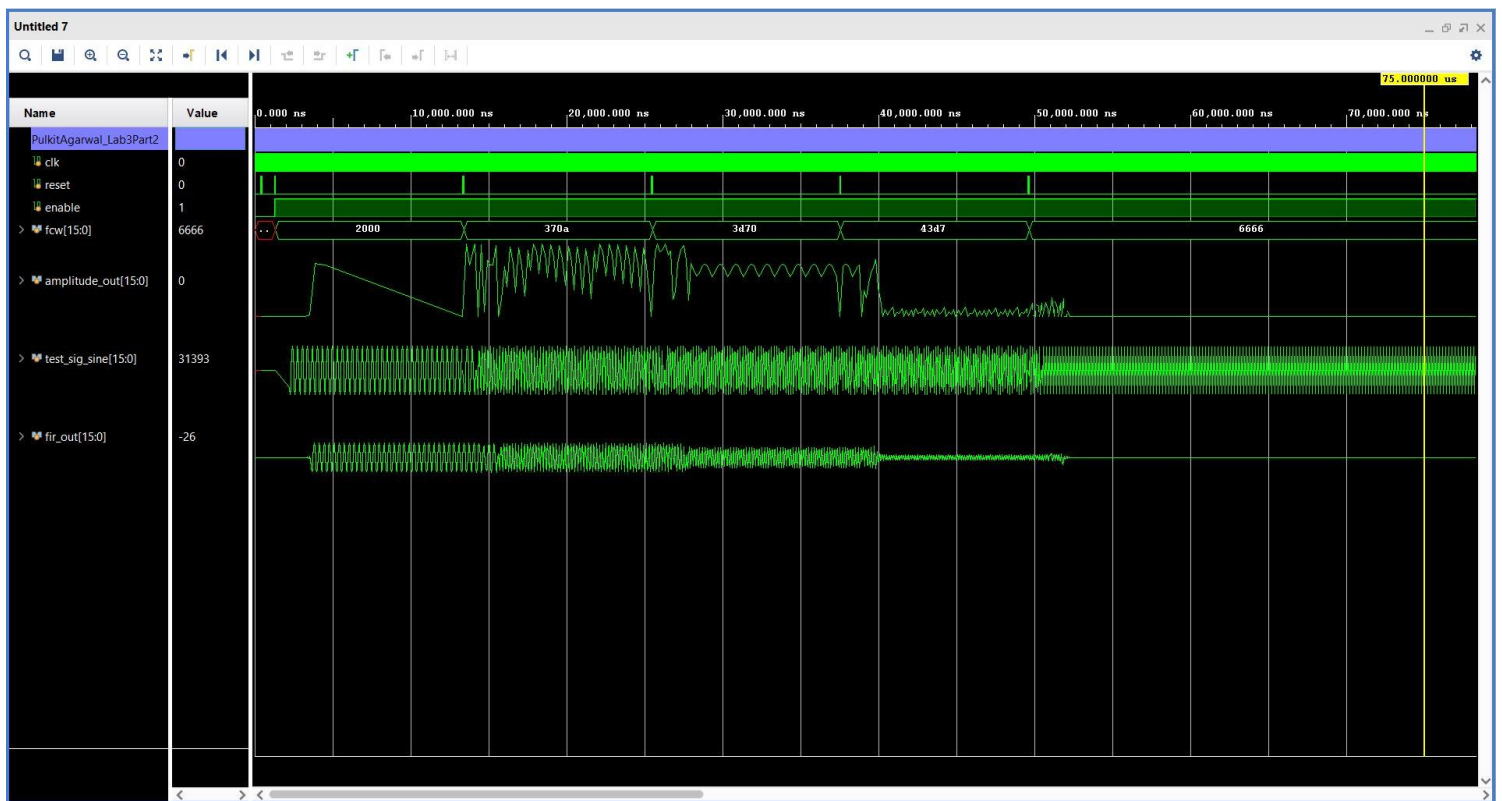 Untitled 7
75.000000 us
Name Value
0.000 ns 10,000.000 ns 20,000.000 ns 30,000.000 ns 40,000.000 ns 50,000.000 ns 60,000.000 ns 70,000.000 ns
PulkitAgarwal_Lab3Part2
clk 0
reset 0
enable 1
fcw[15:0] 6666 .. 2000 370a 3d70 43d7 6666
amplitude_out[15:0] 0
test_sig_sine[15:0] 31393
fir_out[15:0] -26